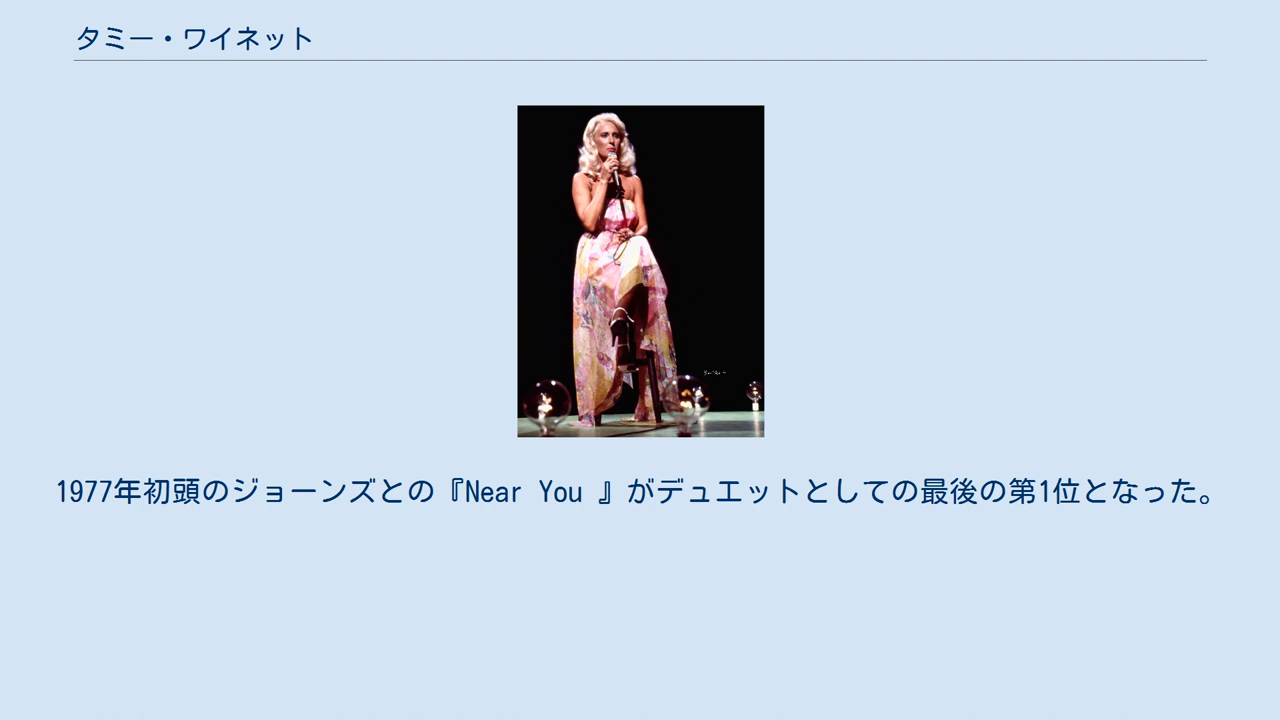 タミー・ワイネット
1977年初頭のジョーンズとの『Near You 』がデュエットとしての最後の第1位となった。